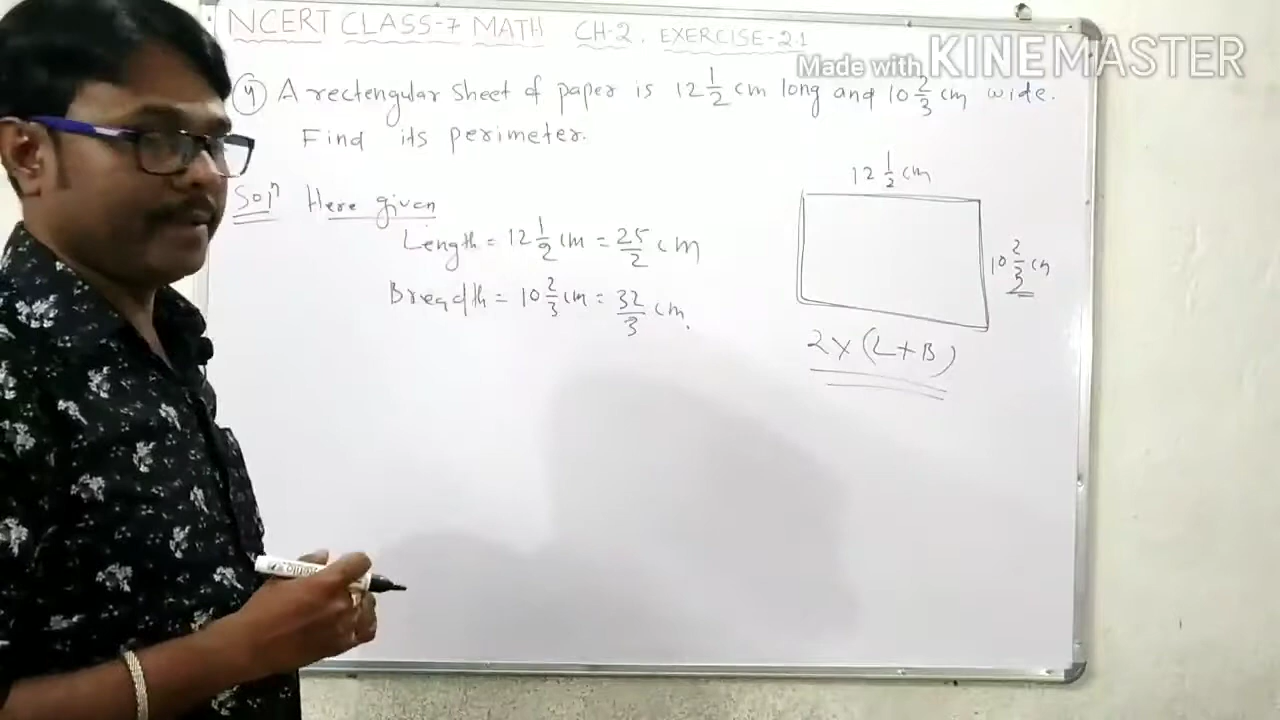 NCERT CLASS-7 MATH CH-2. EXERCISE-2.1
Made with KINEMASTER
4 A rectengular sheet of paper is 12 1/2 cm long and 10 2/3 cm wide.
Find its perimeter.
Solⁿ Here given
Length = 12 1/2 cm = 25/2 cm
Breadth = 10 2/3 cm = 32/3 cm.
12 1/2 cm
10 2/3 cm
2×(L+B)